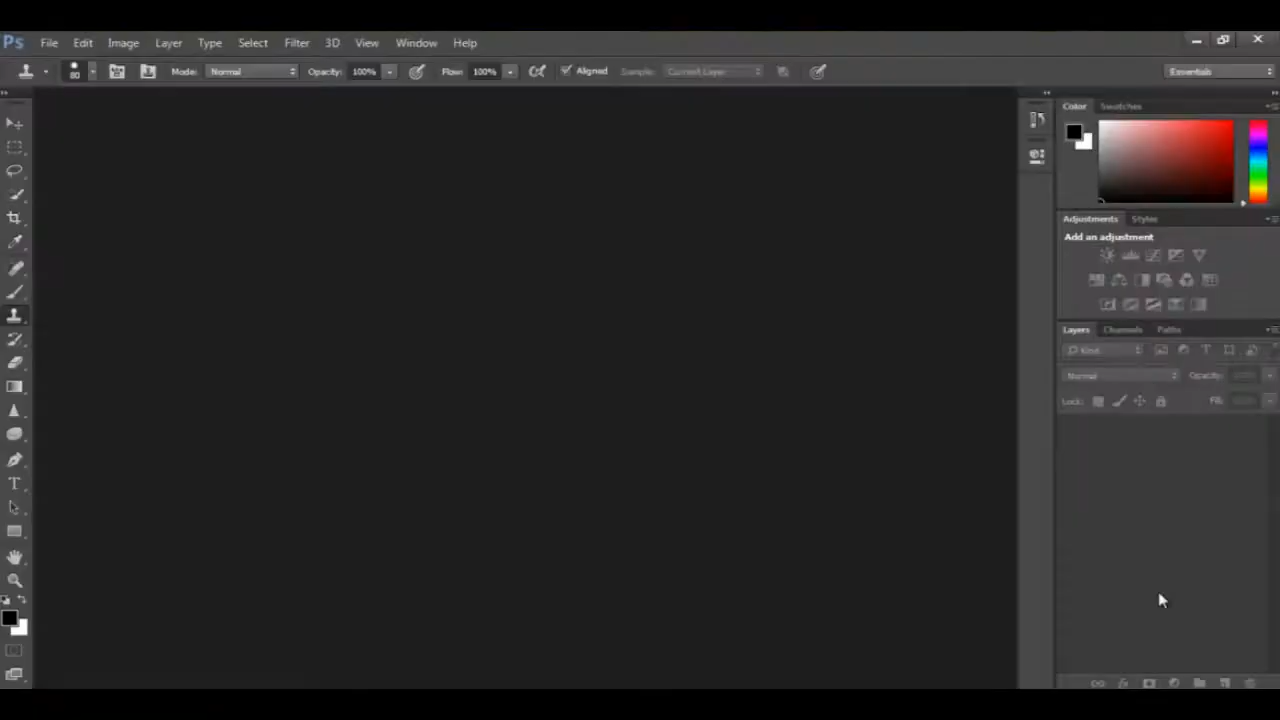 Ps File Edit Image Layer Type Select Filter 3D View Window Help
80 Mode: Normal Opacity: 100% Flow: 100% Aligned Sample: Current Layer Essentials
Color Swatches
Adjustments Styles
Add an adjustment
Layers Channels Paths
Kind
Normal Opacity:
Lock: Fill:
T